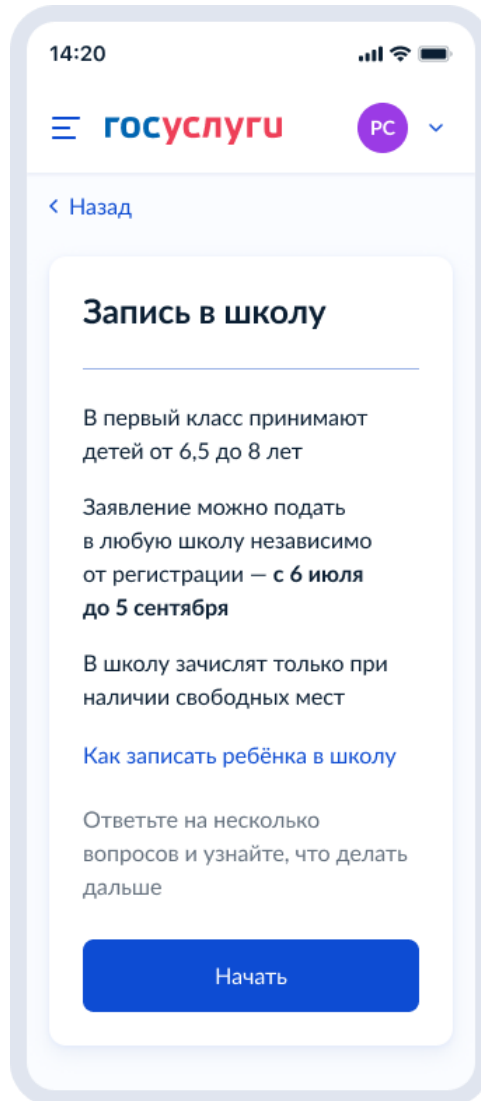 14:20
госуслуги
РС
Назад
Запись в школу
В первый класс принимают
детей от 6,5 до 8 лет
Заявление можно подать
в любую школу независимо
от регистрации — с 6 июля
до 5 сентября
В школу зачислят только при
наличии свободных мест
Как записать ребёнка в школу
Ответьте на несколько
вопросов и узнайте, что делать
дальше
Начать